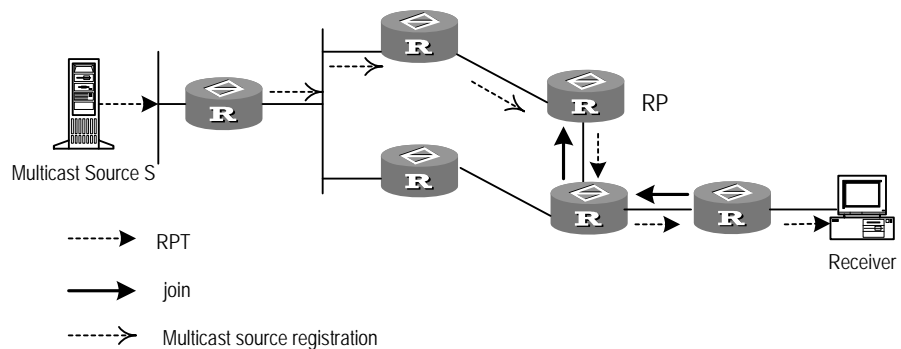 R
R
R
RP
R
R
R
Multicast Source S
Receiver
RPT
join
Multicast source registration